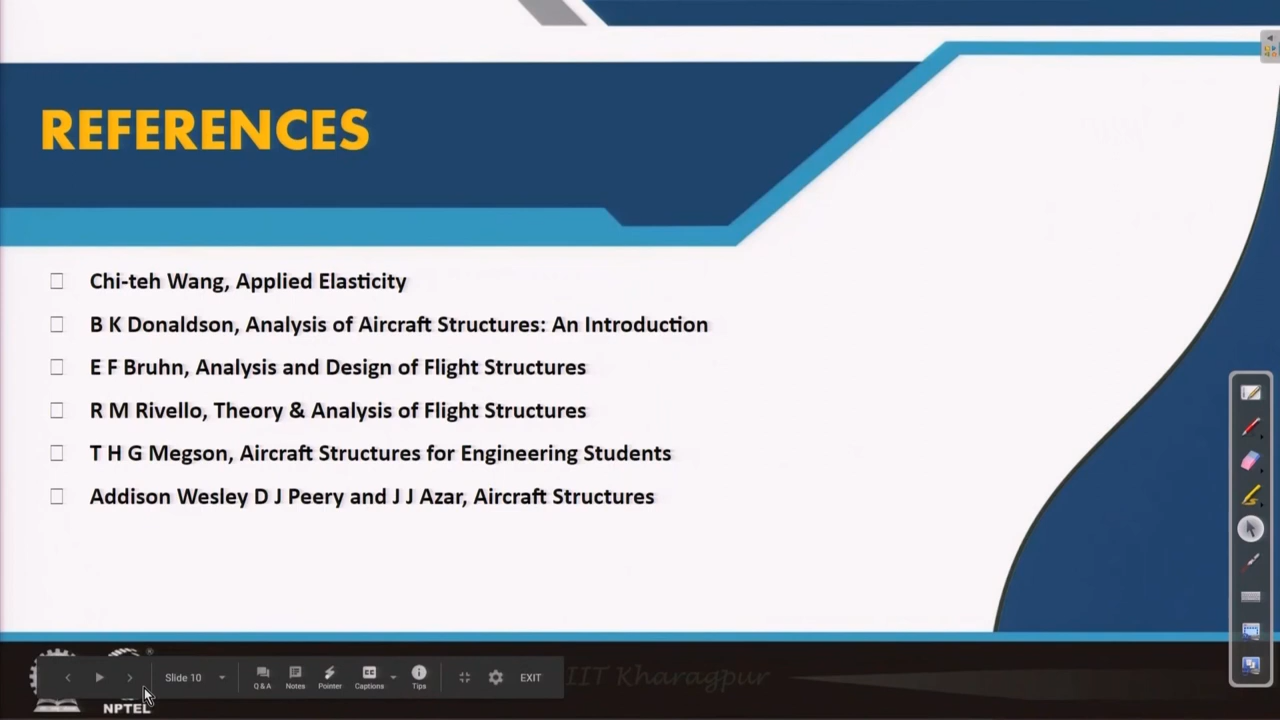 REFERENCES
Chi-teh Wang, Applied Elasticity
B K Donaldson, Analysis of Aircraft Structures: An Introduction
E F Bruhn, Analysis and Design of Flight Structures
R M Rivello, Theory & Analysis of Flight Structures
T H G Megson, Aircraft Structures for Engineering Students
Addison Wesley D J Peery and J J Azar, Aircraft Structures
IIT Kharagpur
Slide 10
Q&A
Notes
Pointer
CC
Captions
Tips
EXIT
®
NPTEL